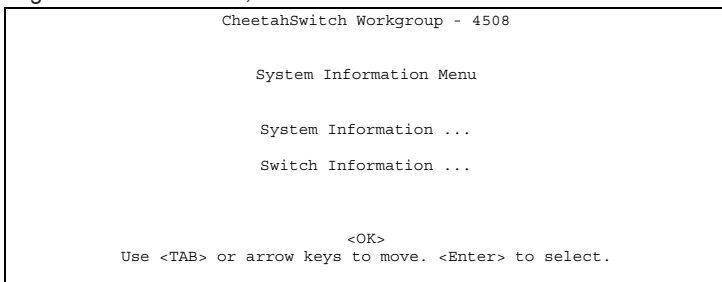 CheetahSwitch Workgroup - 4508
System Information Menu
System Information ...
Switch Information ...
<OK>
Use <TAB> or arrow keys to move. <Enter> to select.